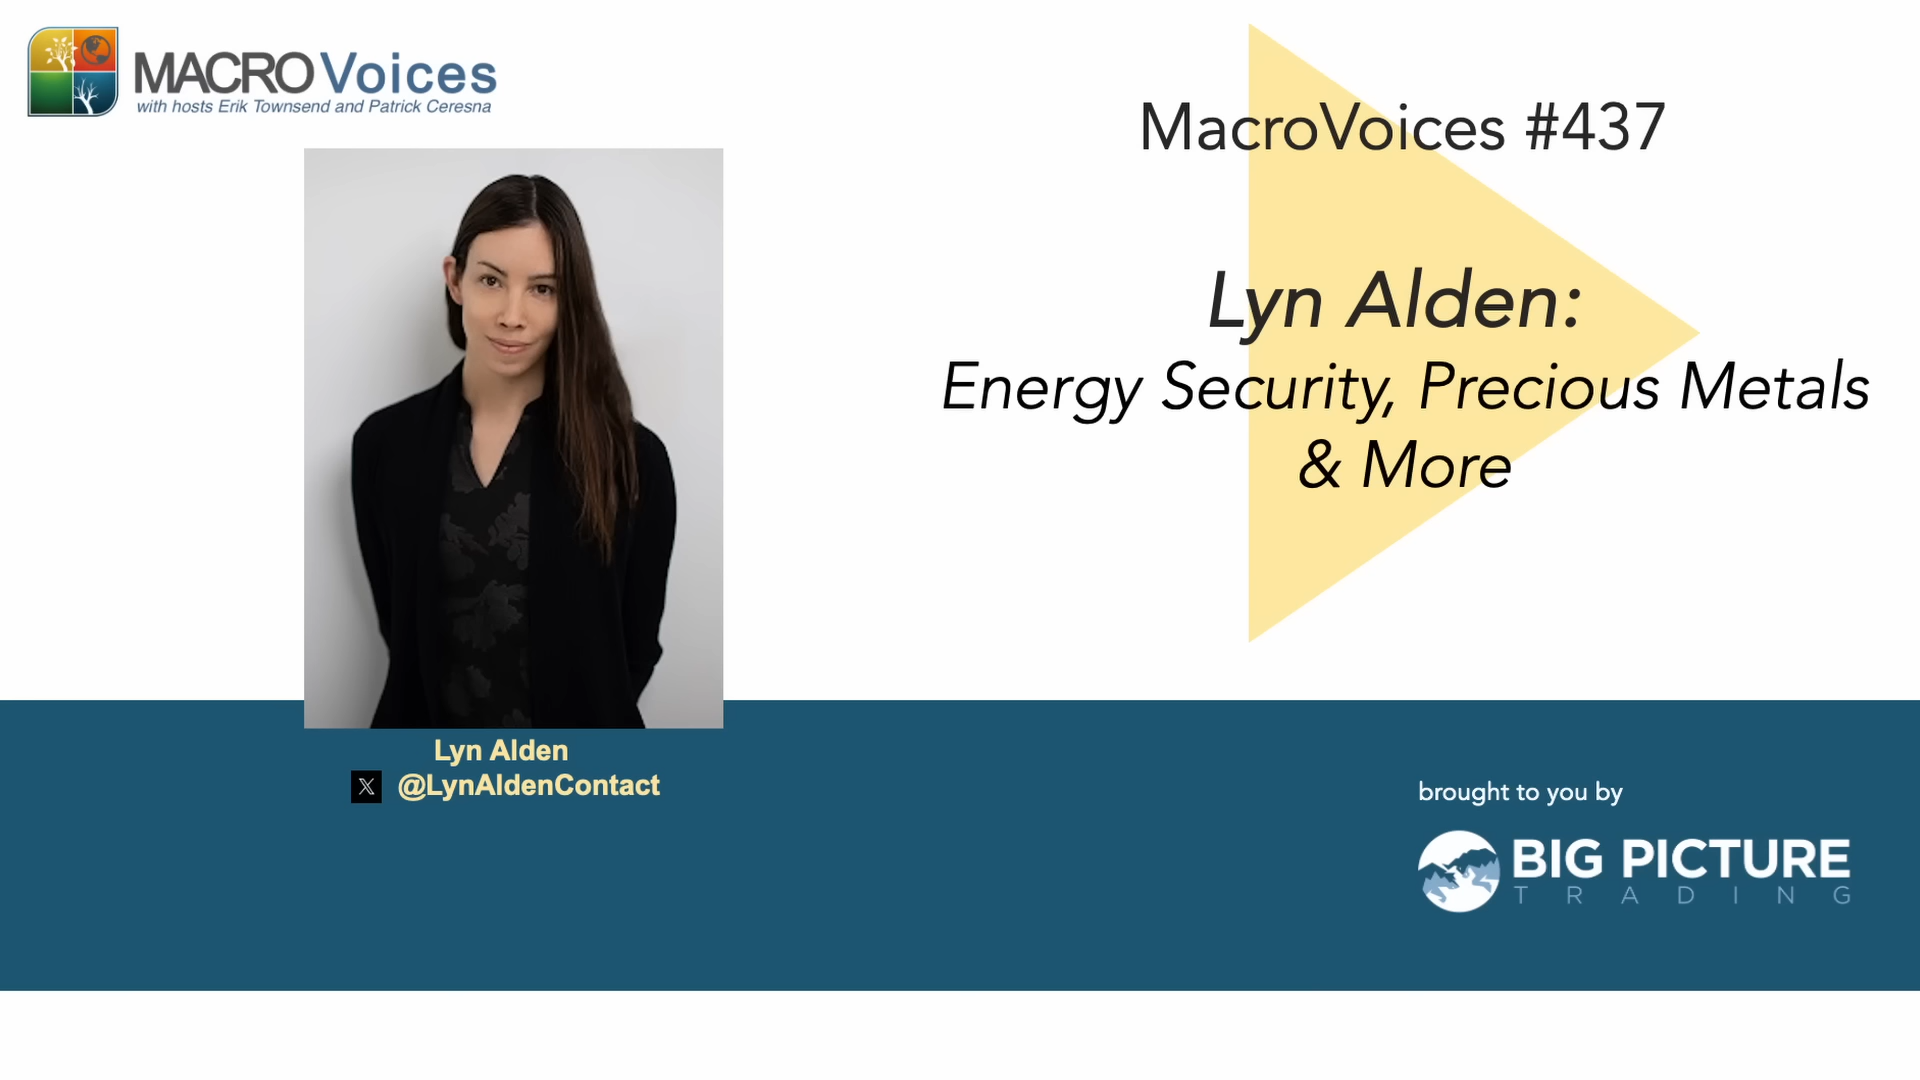 MACRO Voices
with hosts Erik Townsend and Patrick Ceresna
MacroVoices #437
Lyn Alden:
Energy Security, Precious Metals
& More
Lyn Alden
@LynAldenContact
brought to you by
BIG PICTURE
TRADING